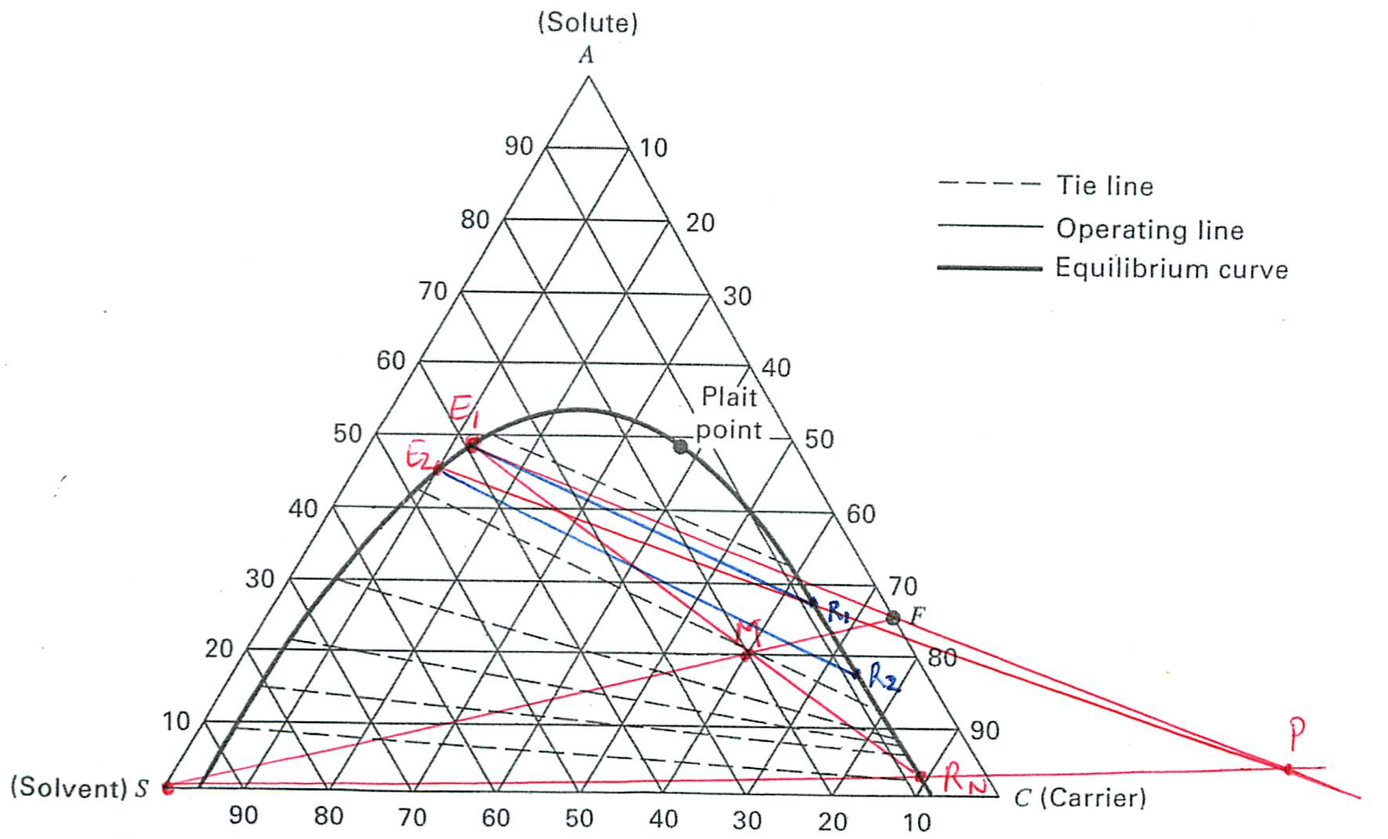 (Solute)
A
90 10
80 20
70 30
60 40
50 50
40 60
30 70
20 80
10 90
Tie line
Operating line
Equilibrium curve
Plait
point
E1
E2
R1
F
M
R2
P
RN
(Solvent) S
C (Carrier)
90 80 70 60 50 40 30 20 10